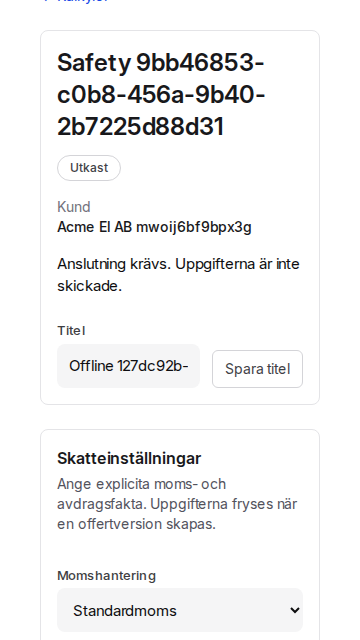 Safety 9bb46853-
c0b8-456a-9b40-
2b7225d88d31
Utkast
Kund
Acme El AB mwoij6bf9bpx3g
Anslutning krävs. Uppgifterna är inte
skickade.
Titel
Offline 127dc92b-
Spara titel
Skatteinställningar
Ange explicita moms- och
avdragsfakta. Uppgifterna fryses när
en offertversion skapas.
Momshantering
Standardmoms